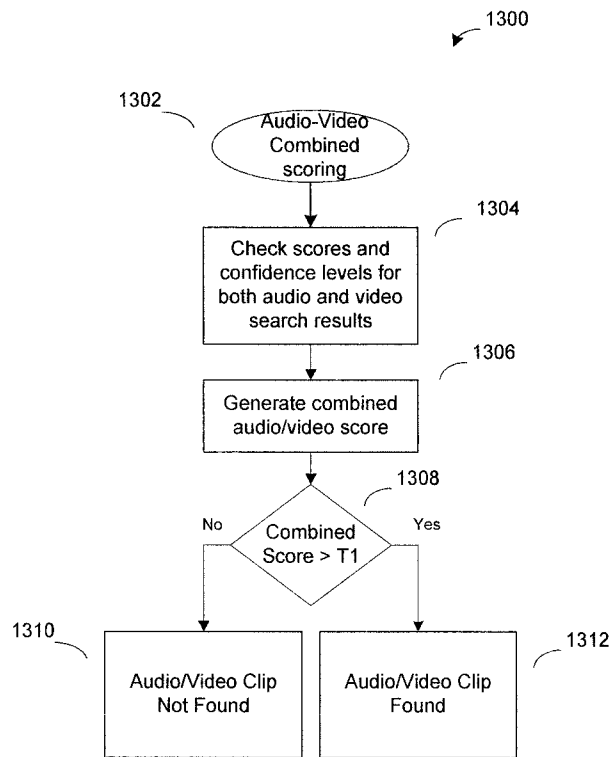 1300
1302
Audio-Video
Combined
scoring
1304
Check scores and
confidence levels for
both audio and video
search results
1306
Generate combined
audio/video score
1308
No
Combined
Score > T1
Yes
1310
Audio/Video Clip
Not Found
1312
Audio/Video Clip
Found